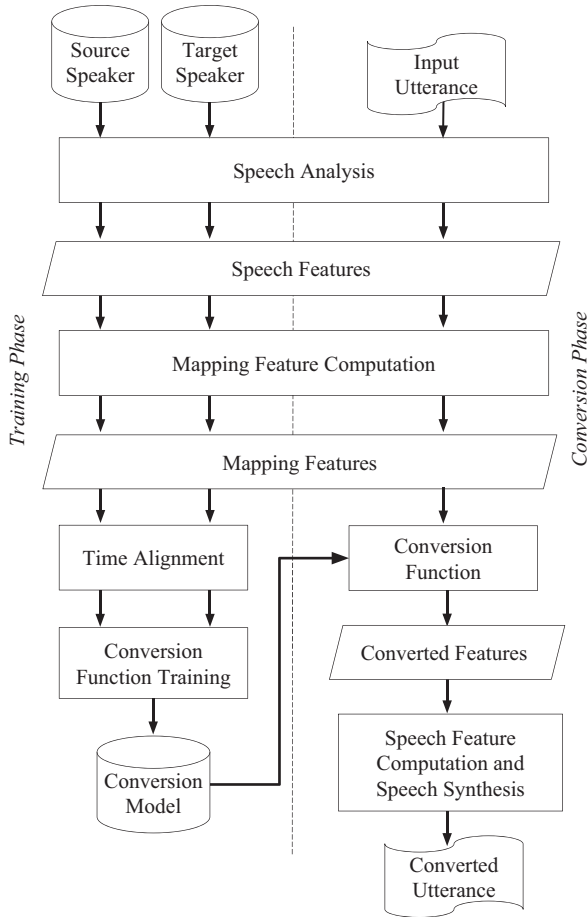 Source
Speaker
Target
Speaker
Input
Utterance
Speech Analysis
Speech Features
Mapping Feature Computation
Mapping Features
Training Phase
Conversion Phase
Time Alignment
Conversion
Function Training
Conversion
Model
Conversion
Function
Converted Features
Speech Feature
Computation and
Speech Synthesis
Converted
Utterance